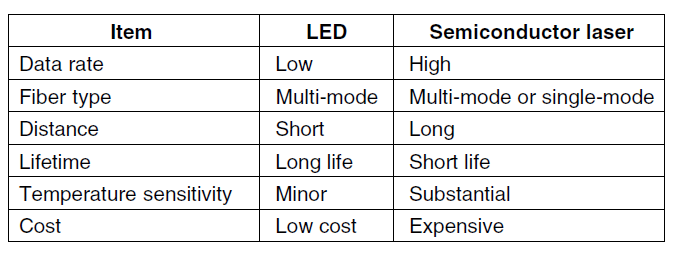 Item LED Semiconductor laser
Data rate Low High
Fiber type Multi-mode Multi-mode or single-mode
Distance Short Long
Lifetime Long life Short life
Temperature sensitivity Minor Substantial
Cost Low cost Expensive